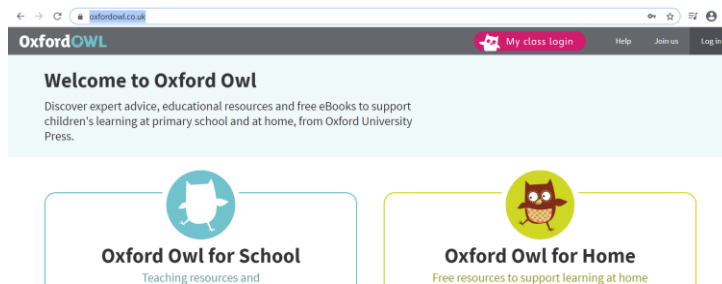 oxfordowl.co.uk
OxfordOWL My class login Help Join us Log in
Welcome to Oxford Owl
Discover expert advice, educational resources and free eBooks to support
children's learning at primary school and at home, from Oxford University
Press.
Oxford Owl for School Oxford Owl for Home
Teaching resources and Free resources to support learning at home